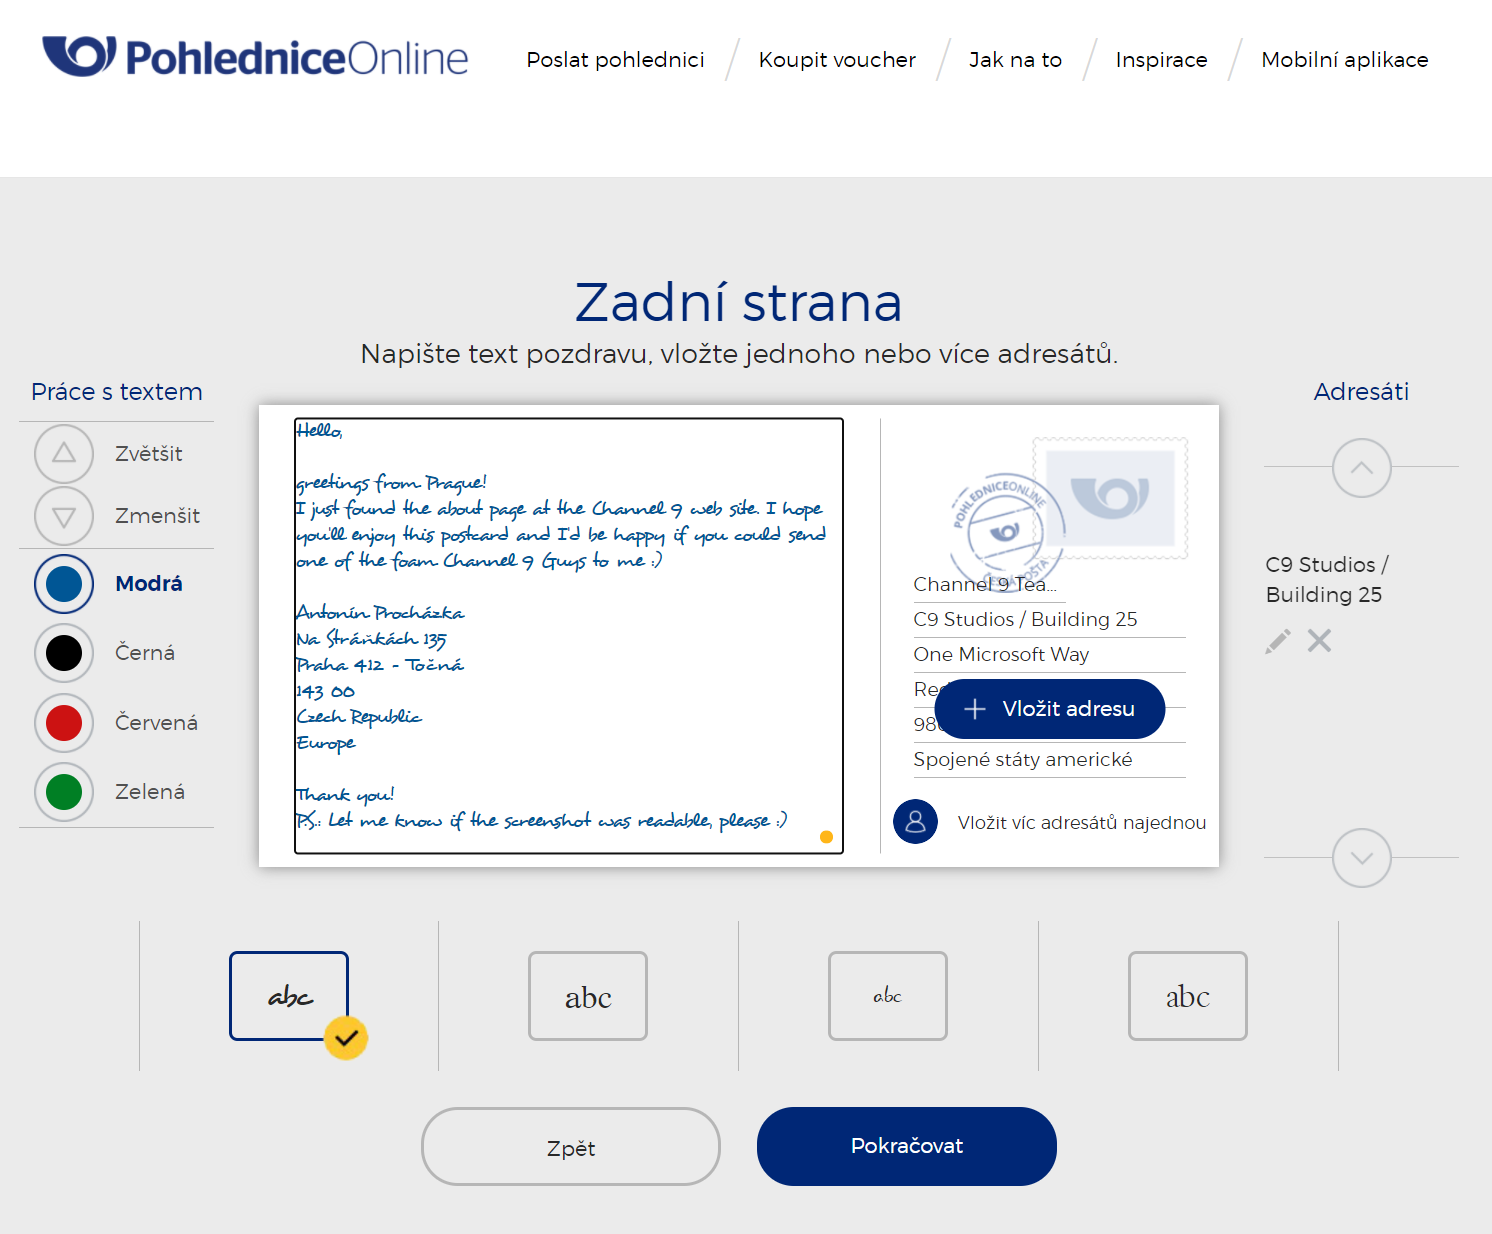 PohledniceOnline
Poslat pohlednici
Koupit voucher
Jak na to
Inspirace
Mobilní aplikace
Zadní strana
Napište text pozdravu, vložte jednoho nebo více adresátů.
Práce s textem
Zvětšit
Zmenšit
Modrá
Černá
Červená
Zelená
Hello,
greetings from Prague!
I just found the about page at the Channel 9 web site. I hope
you'll enjoy this postcard and I'd be happy if you could send
one of the foam Channel 9 Guys to me :)
Antonín Procházka
Na Stráňkách 135
Praha 412 - Točná
143 00
Czech Republic
Europe
Thank you!
P.S.: Let me know if the screenshot was readable, please :)
POHLEDNICEONLINE
ČESKÁ POŠTA
Channel 9 Tea...
C9 Studios / Building 25
One Microsoft Way
Vložit adresu
Spojené státy americké
Vložit víc adresátů najednou
Adresáti
C9 Studios /
Building 25
abc
abc
abc
abc
Zpět
Pokračovat